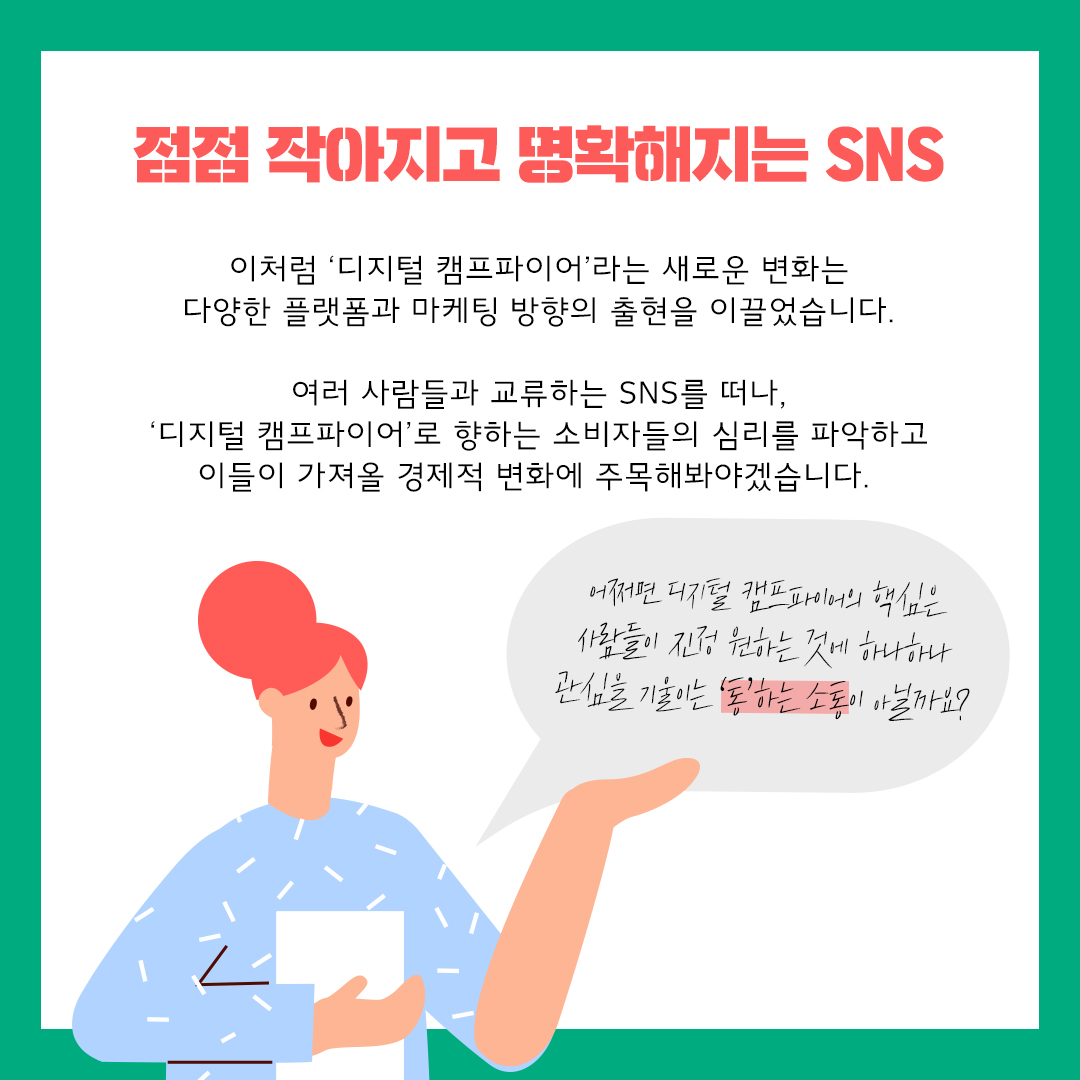 점점 작아지고 명확해지는 SNS
이처럼 ‘디지털 캠프파이어’라는 새로운 변화는
다양한 플랫폼과 마케팅 방향의 출현을 이끌었습니다.
여러 사람들과 교류하는 SNS를 떠나,
‘디지털 캠프파이어’로 향하는 소비자들의 심리를 파악하고
이들이 가져올 경제적 변화에 주목해봐야겠습니다.
어쩌면 디지털 캠프파이어의 핵심은
사람들이 진정 원하는 것에 하나하나
관심을 기울이는 ‘통’하는 소통이 아닐까요?